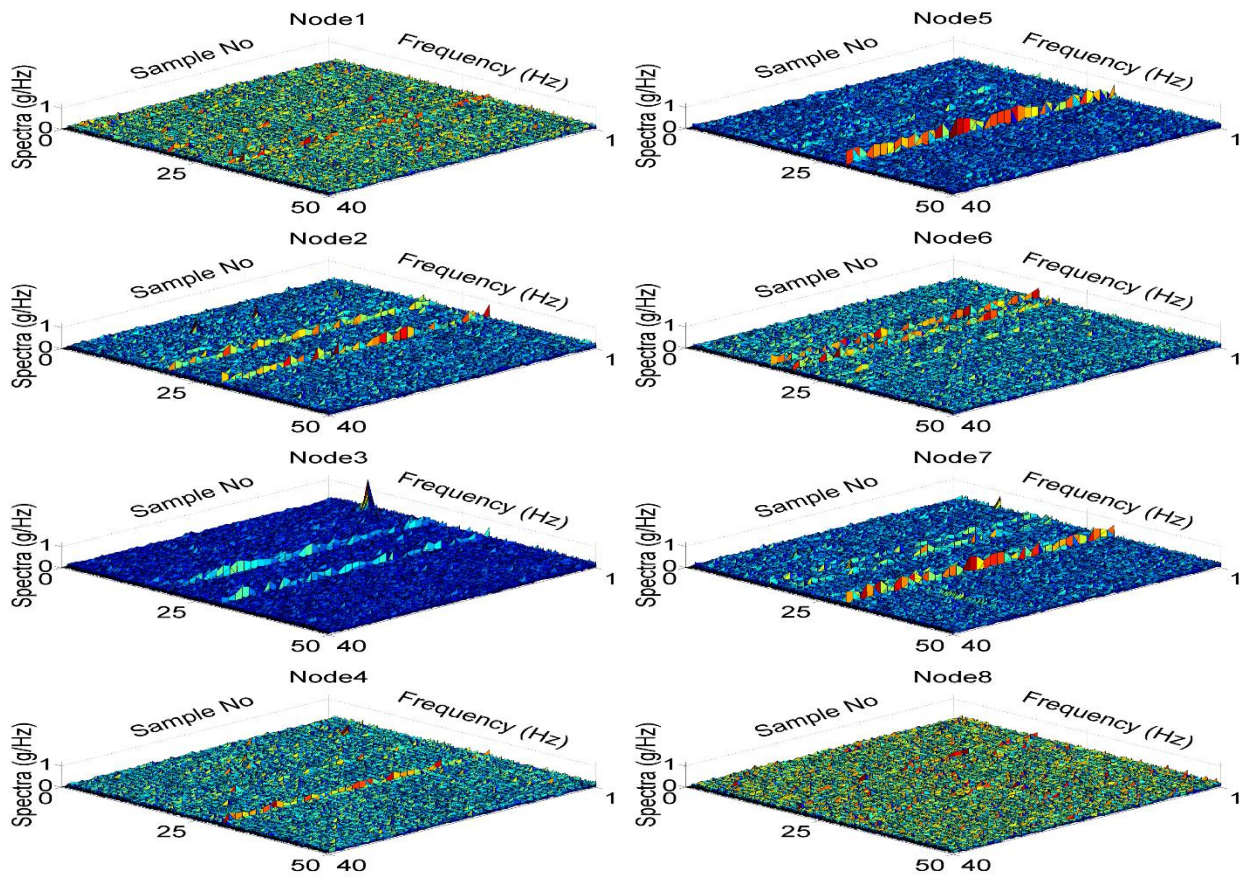 Node1
Sample No
Frequency (Hz)
Spectra (g/Hz)
1
0
0
25
50 40
1
Node5
Sample No
Frequency (Hz)
Spectra (g/Hz)
1
0
0
25
50 40
1
Node2
Sample No
Frequency (Hz)
Spectra (g/Hz)
1
0
0
25
50 40
1
Node6
Sample No
Frequency (Hz)
Spectra (g/Hz)
1
0
0
25
50 40
1
Node3
Sample No
Frequency (Hz)
Spectra (g/Hz)
1
0
0
25
50 40
1
Node7
Sample No
Frequency (Hz)
Spectra (g/Hz)
1
0
0
25
50 40
1
Node4
Sample No
Frequency (Hz)
Spectra (g/Hz)
1
0
0
25
50 40
1
Node8
Sample No
Frequency (Hz)
Spectra (g/Hz)
1
0
0
25
50 40
1